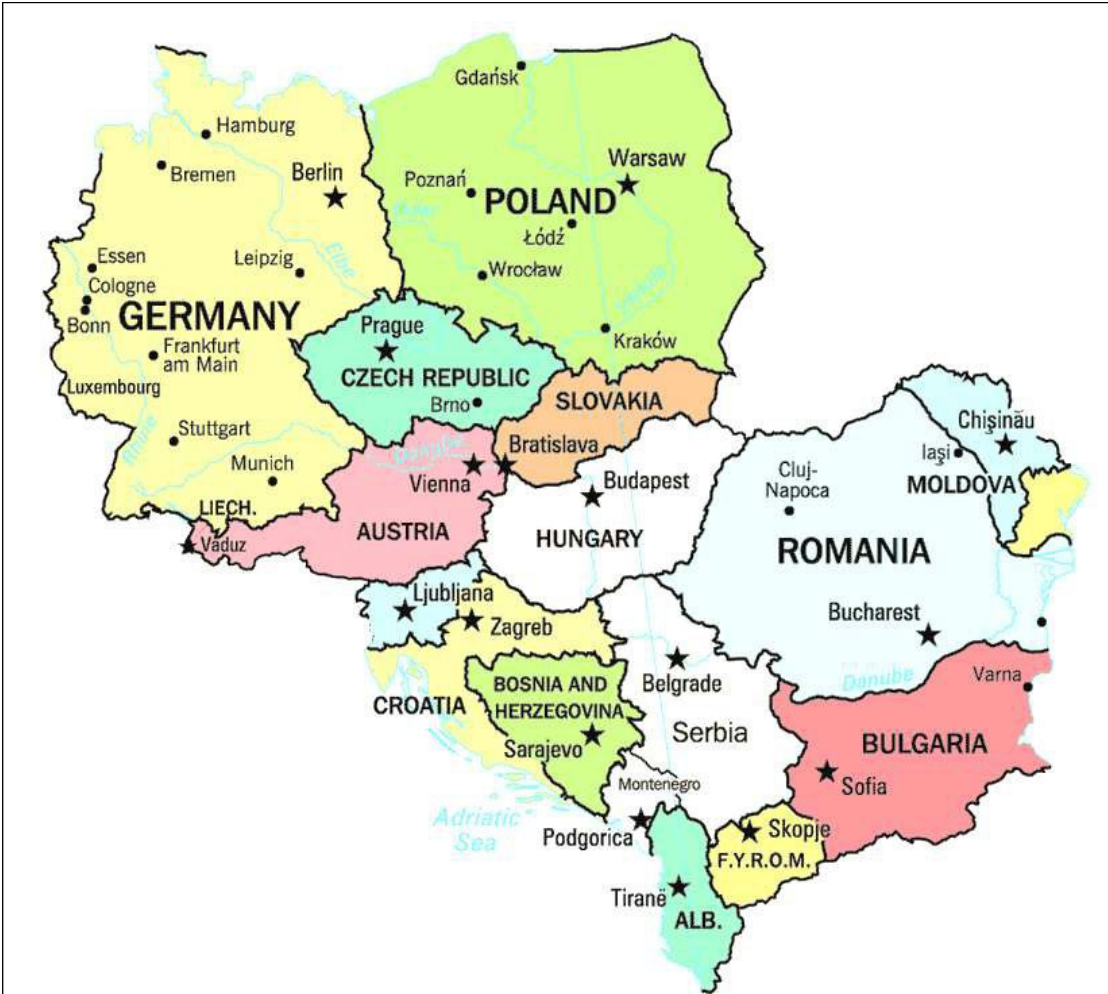 Gdańsk
Hamburg
Bremen
Berlin
Warsaw
Poznań
POLAND
Oder
Łódź
Essen
Leipzig
Elbe
Wrocław
Cologne
Bonn
GERMANY
Prague
Kraków
Frankfurt
am Main
Luxembourg
CZECH REPUBLIC
Brno
SLOVAKIA
Chişinău
Rhine
Stuttgart
Danube
Bratislava
Iaşi
Munich
Vienna
Budapest
Cluj-
Napoca
MOLDOVA
LIECH.
AUSTRIA
HUNGARY
ROMANIA
Vaduz
Ljubljana
Zagreb
Bucharest
BOSNIA AND
HERZEGOVINA
Belgrade
Danube
Varna
CROATIA
Serbia
BULGARIA
Sarajevo
Montenegro
Sofia
Adriatic
Sea
Podgorica
Skopje
F.Y.R.O.M.
Tiranë
ALB.